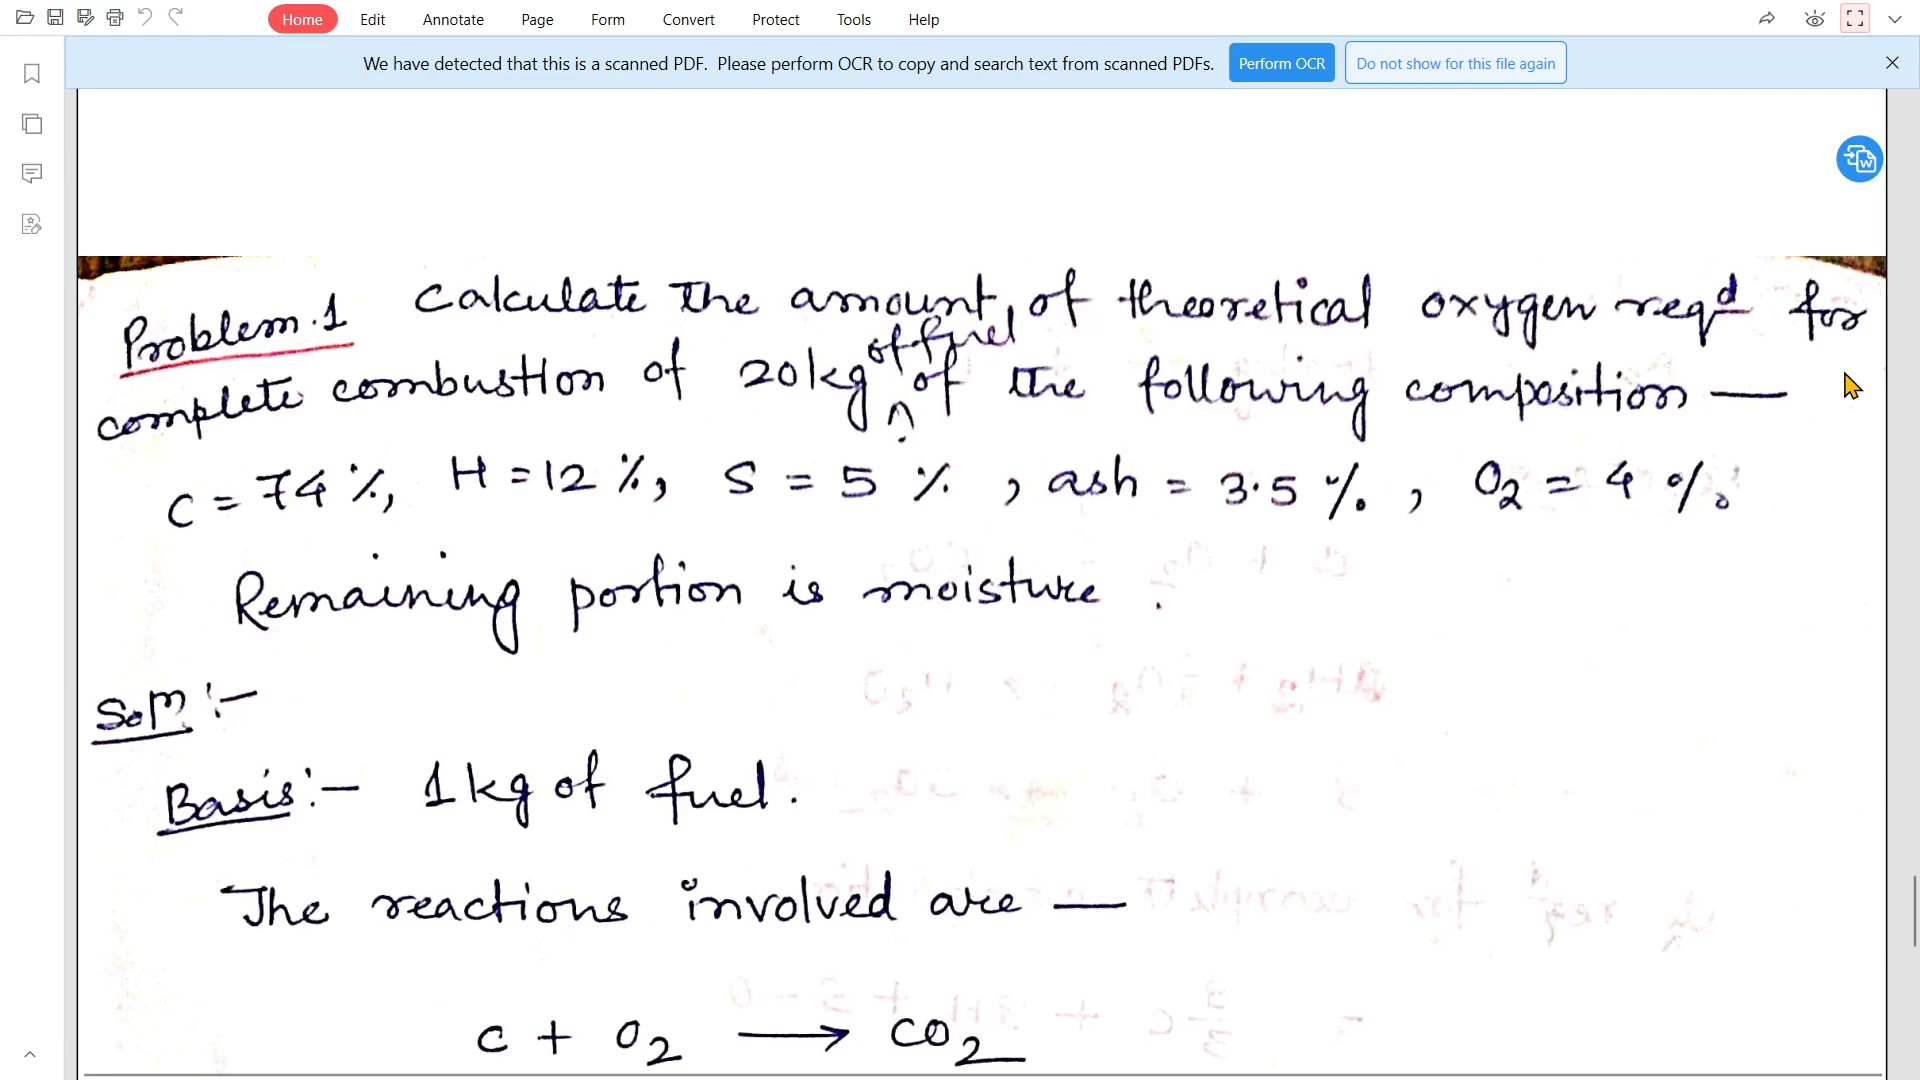 Home Edit Annotate Page Form Convert Protect Tools Help
We have detected that this is a scanned PDF. Please perform OCR to copy and search text from scanned PDFs. Perform OCR Do not show for this file again
Problem.1 Calculate the amount of theoretical oxygen reqd for
complete combustion of 20kg of fuel of the following composition —
C = 74 %, H = 12 %, S = 5 %, ash = 3.5 %, O2 = 4 %.
Remaining portion is moisture.
Soln :-
Basis:- 1 kg of fuel.
The reactions involved are —
C + O2 ⟶ CO2